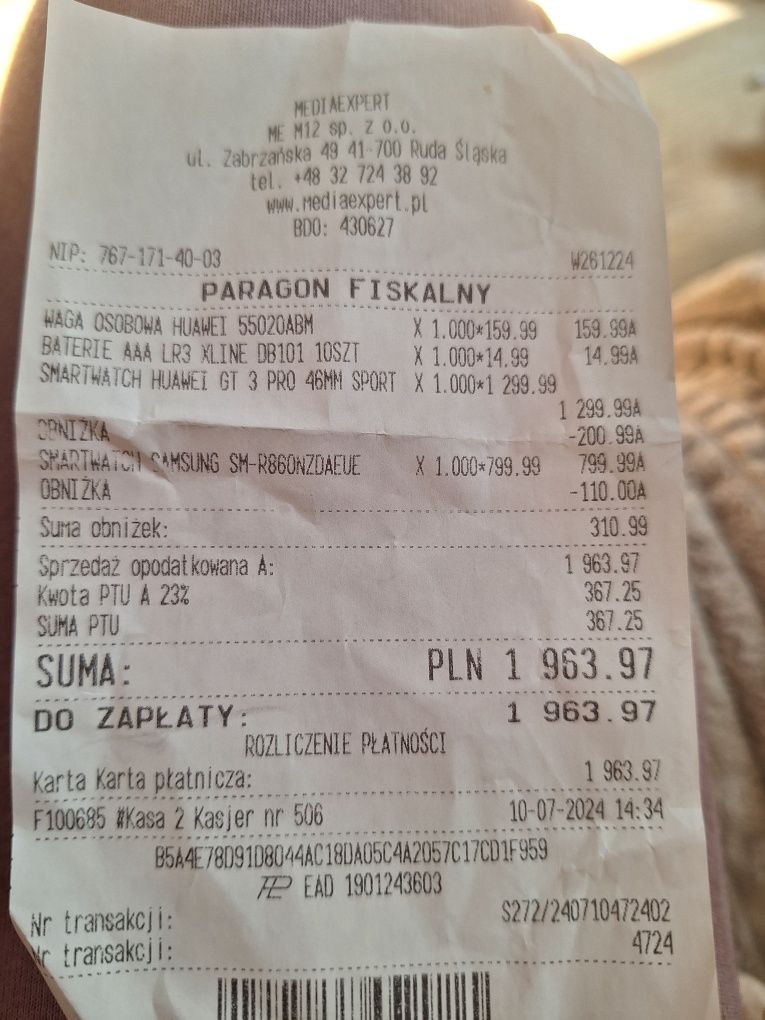 MEDIAEXPERT
ME M12 sp. z o.o.
ul. Zabrzańska 49 41-700 Ruda Śląska
tel. +48 32 724 38 92
www.mediaexpert.pl
BDO: 430627
NIP: 767-171-40-03 W261224
PARAGON FISKALNY
WAGA OSOBOWA HUAWEI 55020ABM X 1.000*159.99 159.99A
BATERIE AAA LR3 XLINE DB101 10SZT X 1.000*14.99 14.99A
SMARTWATCH HUAWEI GT 3 PRO 46MM SPORT X 1.000*1 299.99
1 299.99A
OBNIŻKA -200.99A
SMARTWATCH SAMSUNG SM-R860NZDAEUE X 1.000*799.99 799.99A
OBNIŻKA -110.00A
Suma obniżek: 310.99
Sprzedaż opodatkowana A: 1 963.97
Kwota PTU A 23% 367.25
SUMA PTU 367.25
SUMA: PLN 1 963.97
DO ZAPŁATY: 1 963.97
ROZLICZENIE PŁATNOŚCI
Karta Karta płatnicza: 1 963.97
F100685 #Kasa 2 Kasjer nr 506 10-07-2024 14:34
B5A4E78D91D8044AC18DA05C4A2057C17CD1F959
EAD 1901243603
Nr transakcji: S272/240710472402
Nr transakcji: 4724